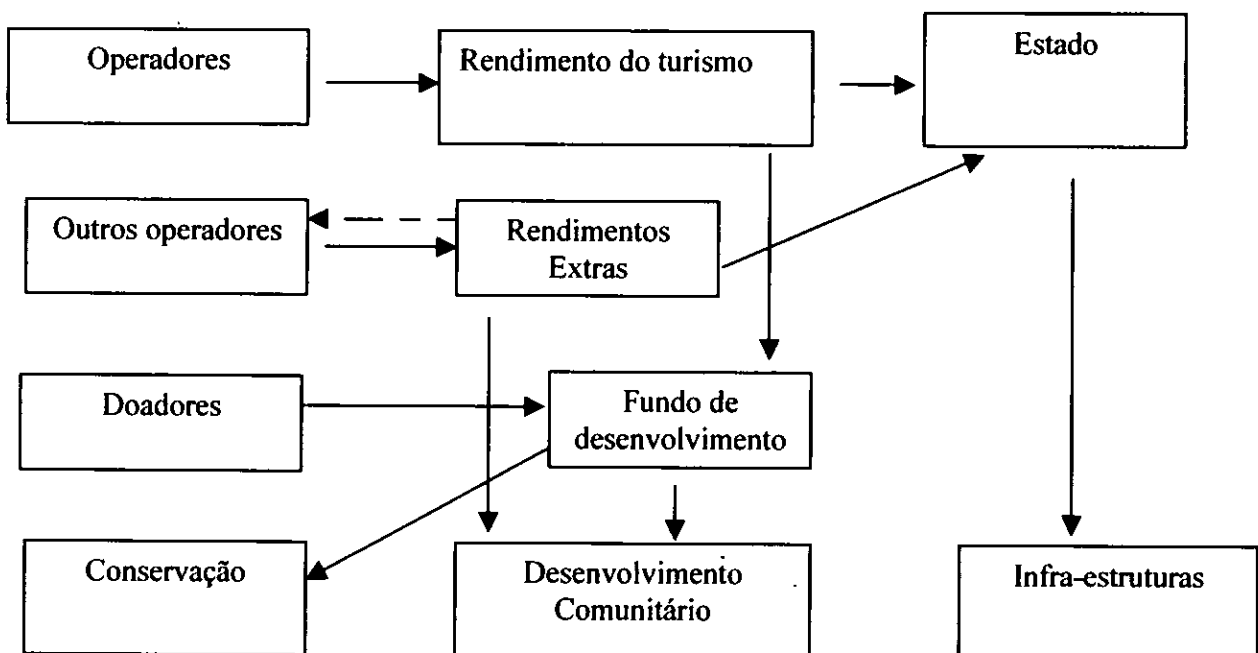 Operadores
Rendimento do turismo
Estado
Outros operadores
Rendimentos
Extras
Doadores
Fundo de
desenvolvimento
Conservação
Desenvolvimento
Comunitário
Infra-estruturas